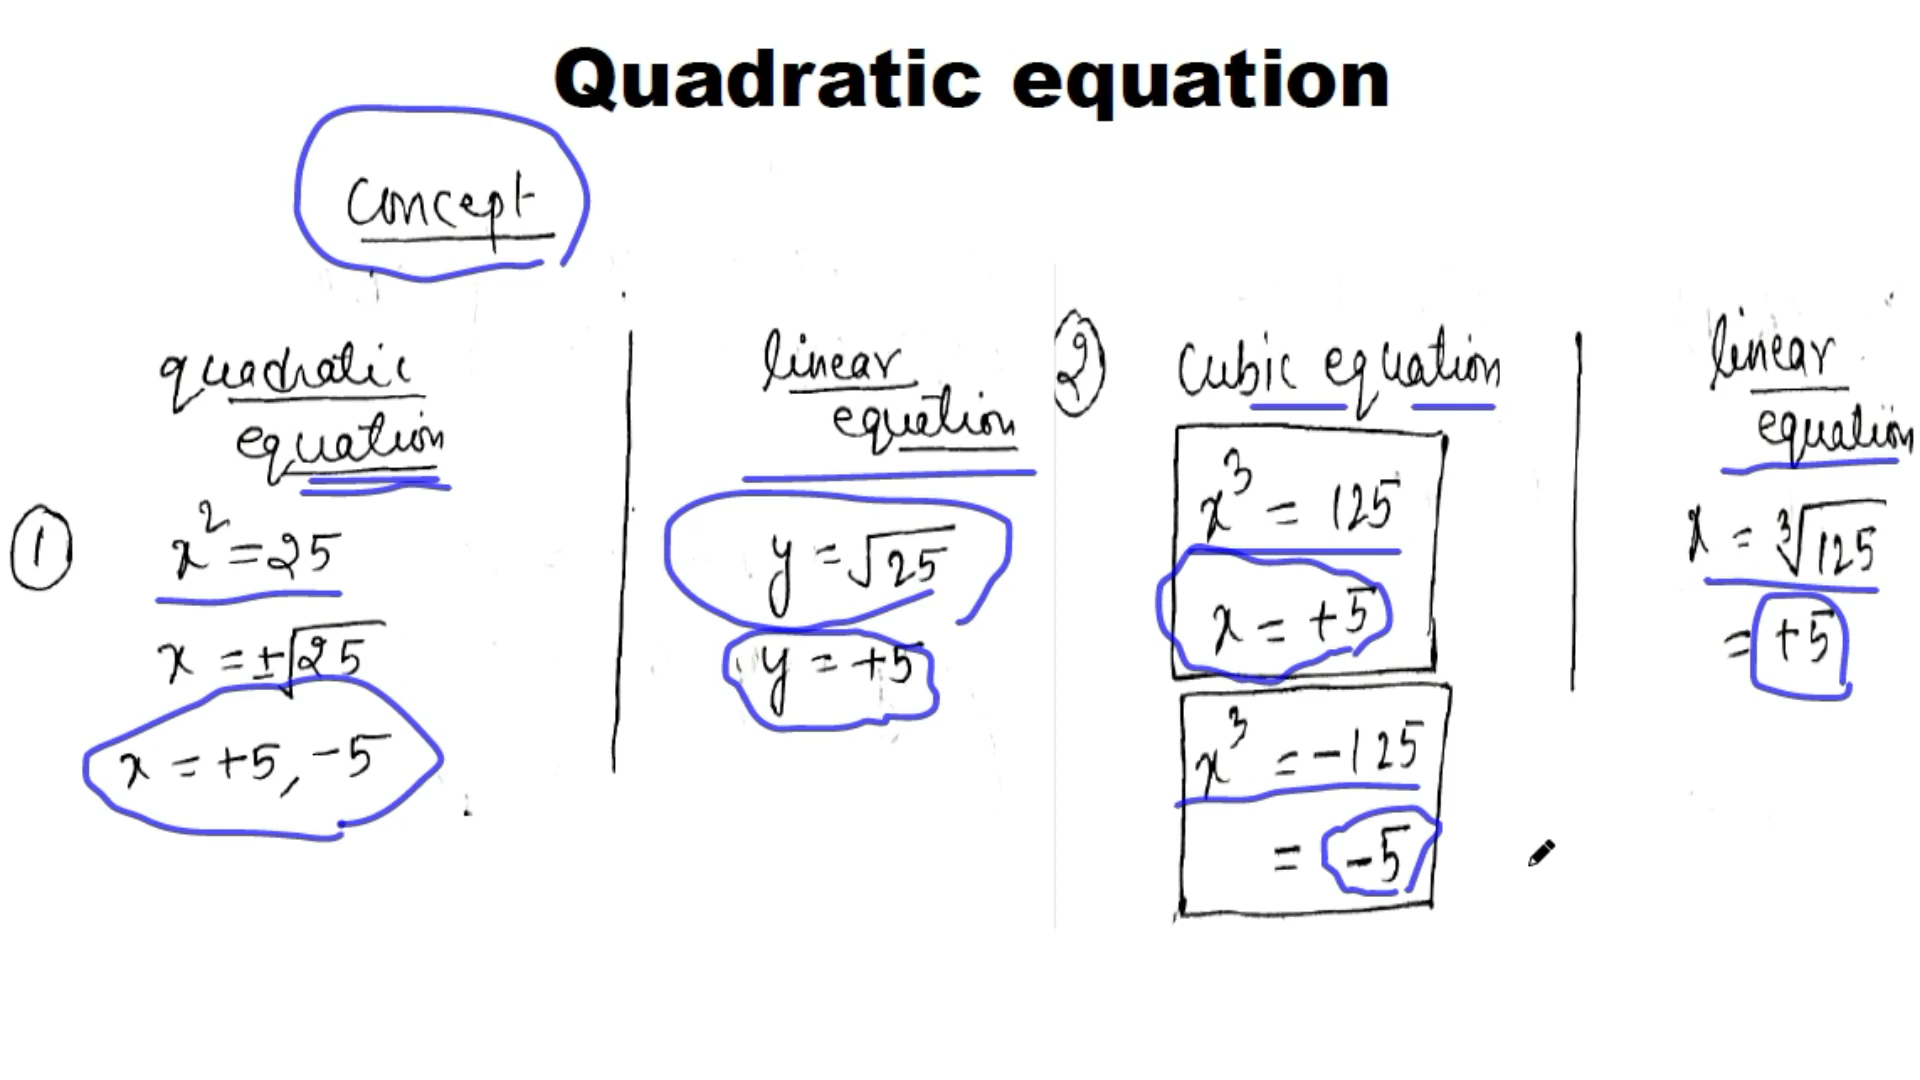 Quadratic equation
Concept
quadratic
equation
① x² = 25
x = ±√25
x = +5, -5
linear
equation
y = √25
y = +5
② Cubic equation
x³ = 125
x = +5
x³ = -125
= -5
linear
equation
x = ³√125
= +5